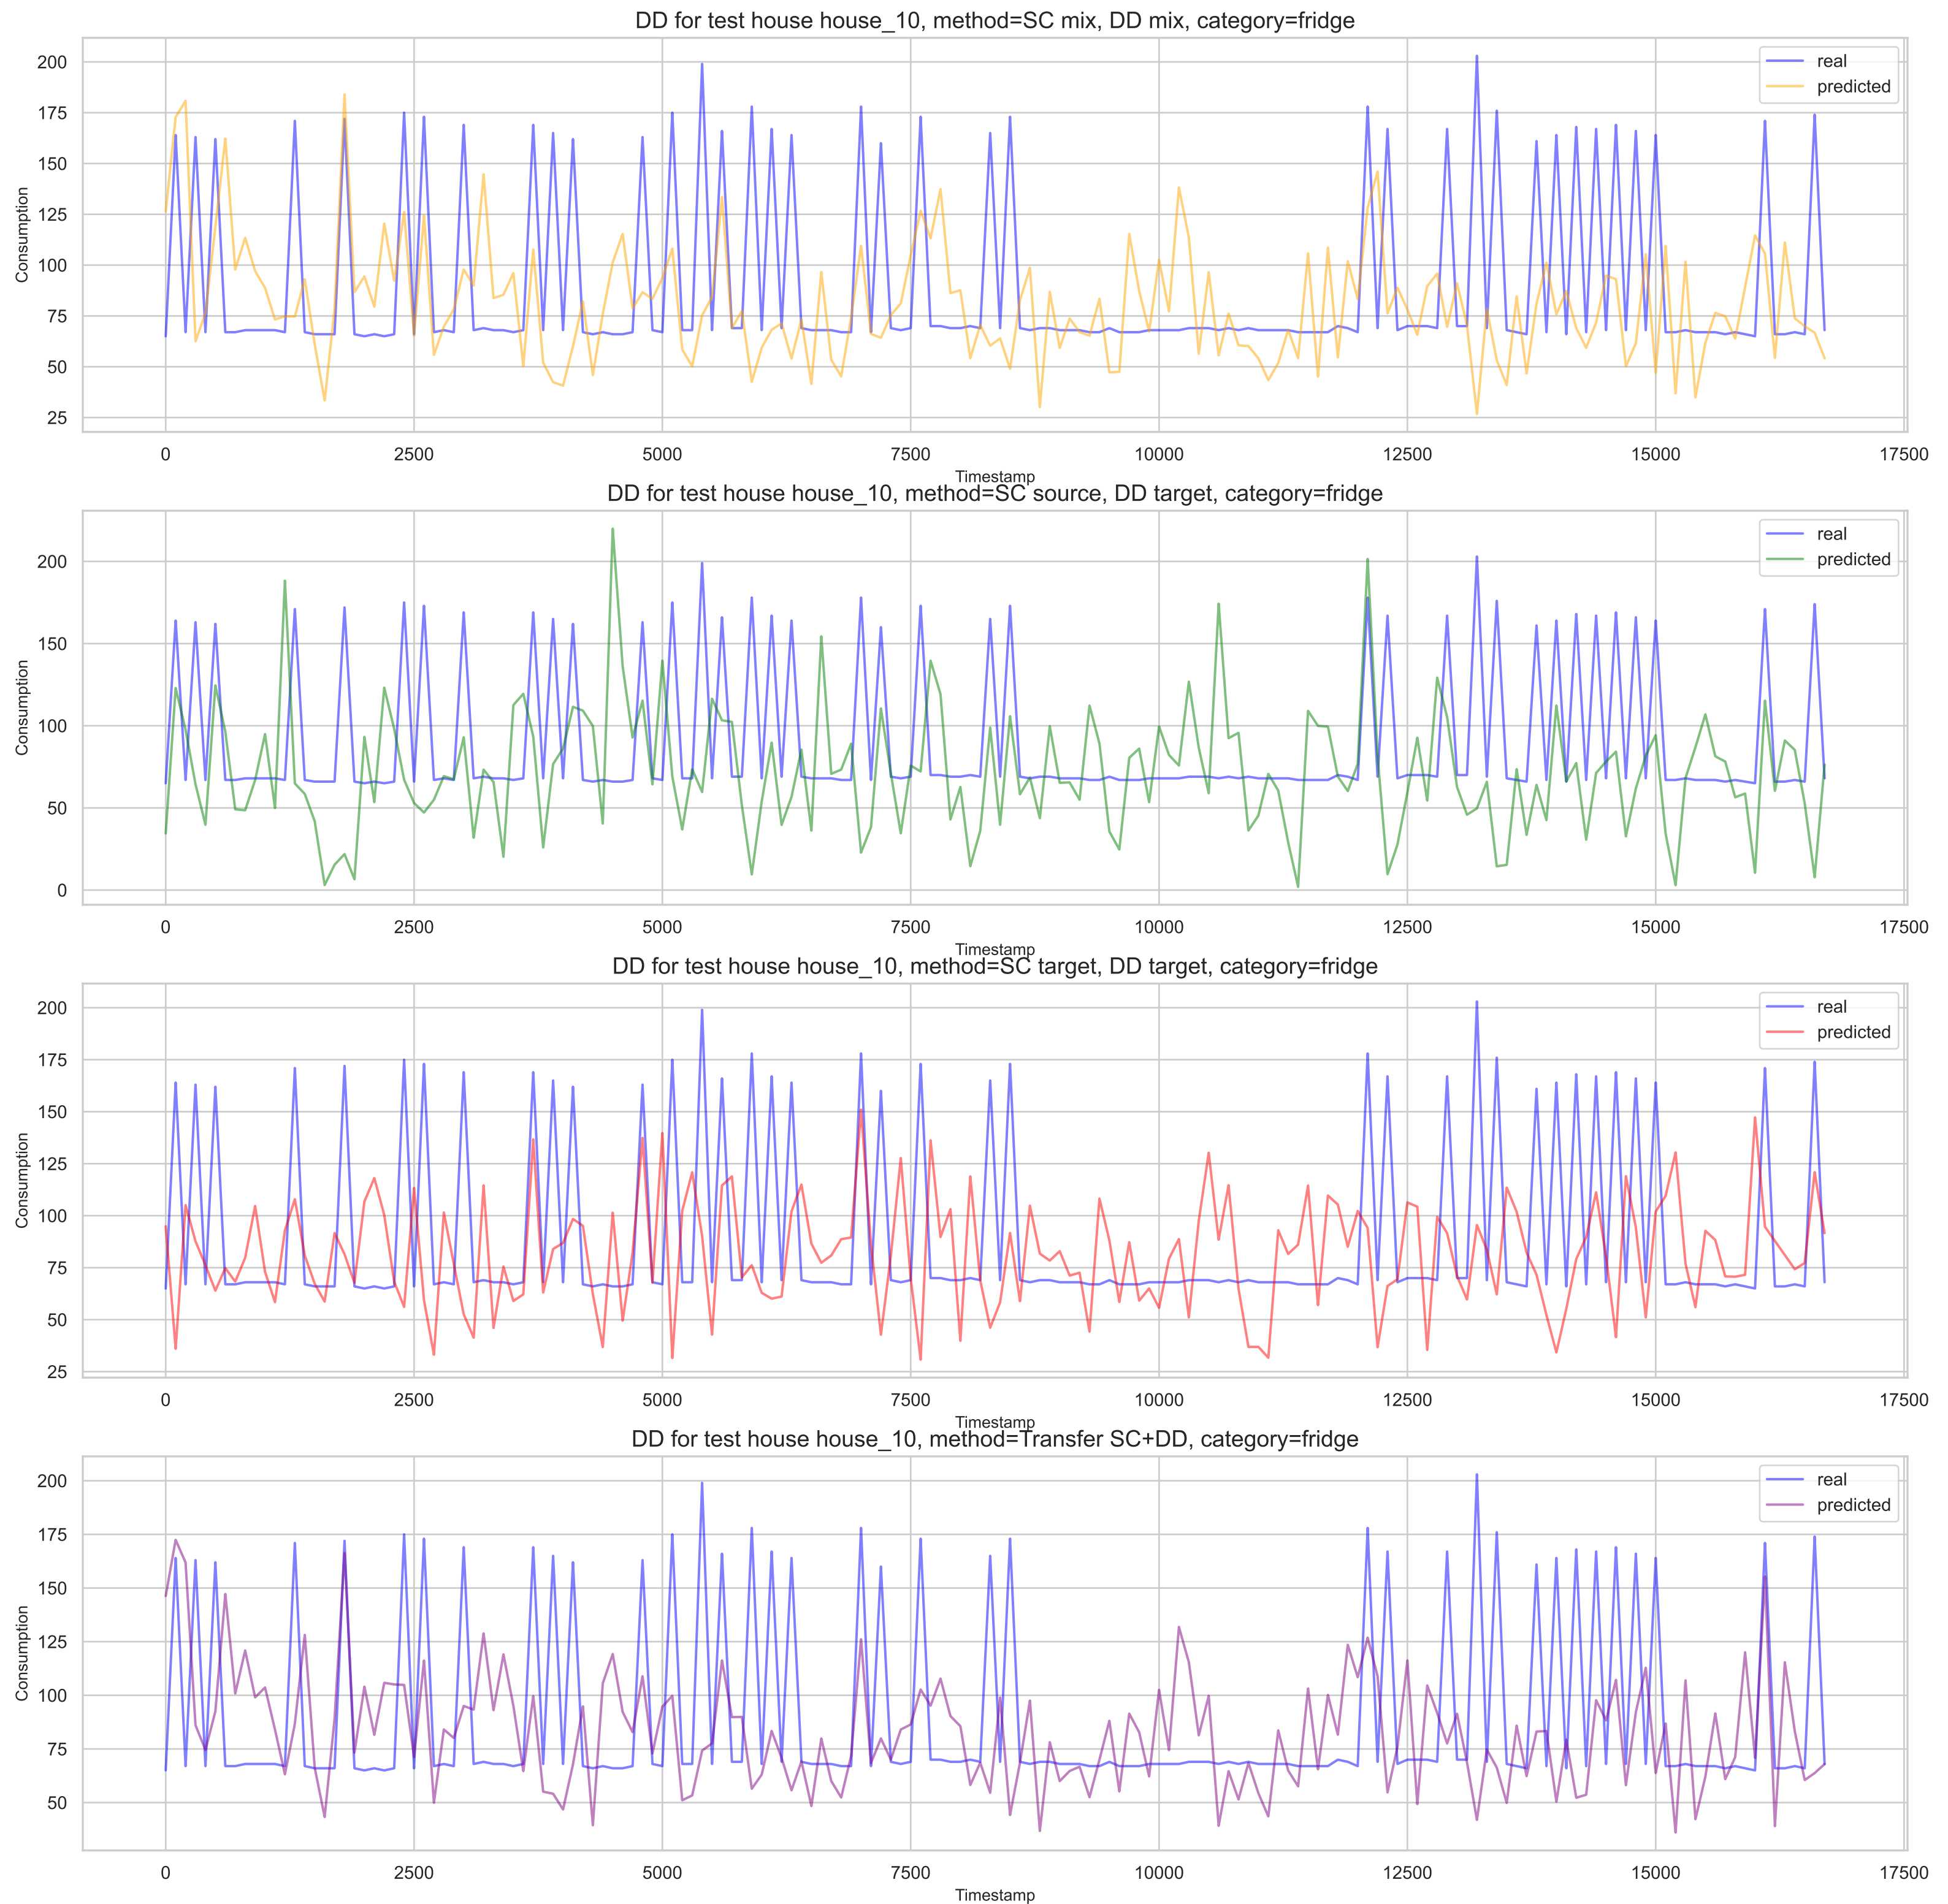 DD for test house house_10, method=SC mix, DD mix, category=fridge
200
175
150
125
100
75
50
25
Consumption
real
predicted
0 2500 5000 7500 10000 12500 15000 17500
Timestamp
DD for test house house_10, method=SC source, DD target, category=fridge
200
150
100
50
0
Consumption
real
predicted
0 2500 5000 7500 10000 12500 15000 17500
Timestamp
DD for test house house_10, method=SC target, DD target, category=fridge
200
175
150
125
100
75
50
25
Consumption
real
predicted
0 2500 5000 7500 10000 12500 15000 17500
Timestamp
DD for test house house_10, method=Transfer SC+DD, category=fridge
200
175
150
125
100
75
50
Consumption
real
predicted
0 2500 5000 7500 10000 12500 15000 17500
Timestamp